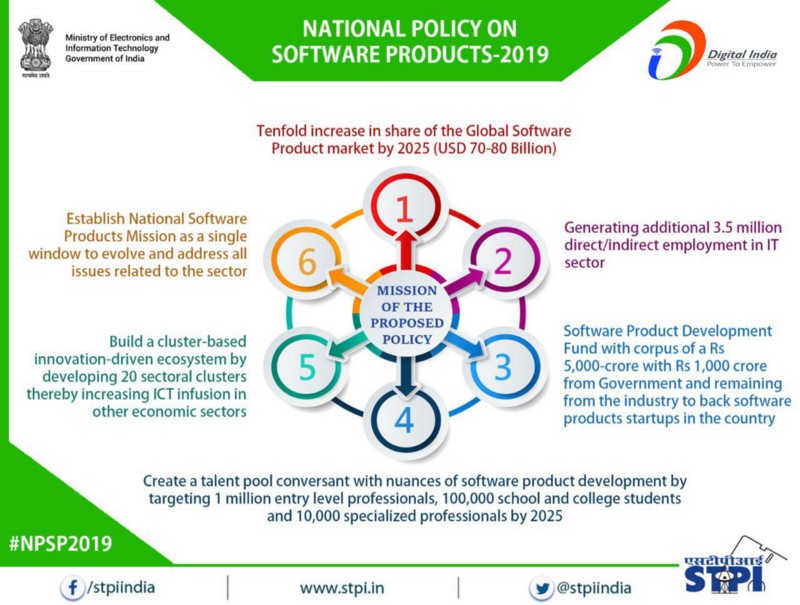 Ministry of Electronics and
Information Technology
Government of India
सत्यमेव जयते
NATIONAL POLICY ON
SOFTWARE PRODUCTS-2019
Digital India
Power To Empower
Tenfold increase in share of the Global Software
Product market by 2025 (USD 70-80 Billion)
1
Establish National Software
Products Mission as a single
window to evolve and address all
issues related to the sector
6
2
Generating additional 3.5 million
direct/indirect employment in IT
sector
MISSION
OF THE
PROPOSED
POLICY
Build a cluster-based
innovation-driven ecosystem by
developing 20 sectoral clusters
thereby increasing ICT infusion in
other economic sectors
5
3
Software Product Development
Fund with corpus of a Rs
5,000-crore with Rs 1,000 crore
from Government and remaining
from the industry to back software
products startups in the country
4
Create a talent pool conversant with nuances of software product development by
targeting 1 million entry level professionals, 100,000 school and college students
and 10,000 specialized professionals by 2025
#NPSP2019
एसटीपीआई
STPI
/stpiindia
www.stpi.in
@stpiindia